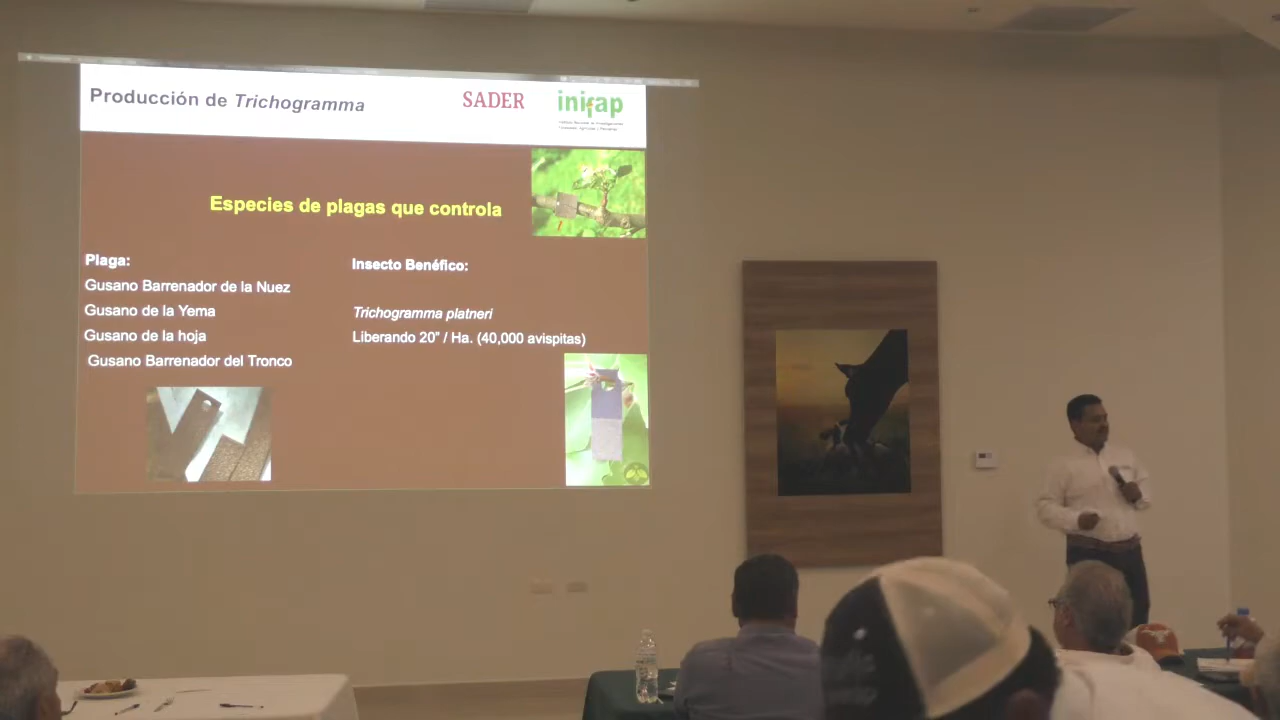 Producción de Trichogramma
SADER
inifap
Especies de plagas que controla
Plaga:
Gusano Barrenador de la Nuez
Gusano de la Yema
Gusano de la hoja
Gusano Barrenador del Tronco
Insecto Benéfico:
Trichogramma platneri
Liberando 20" / Ha. (40,000 avispitas)